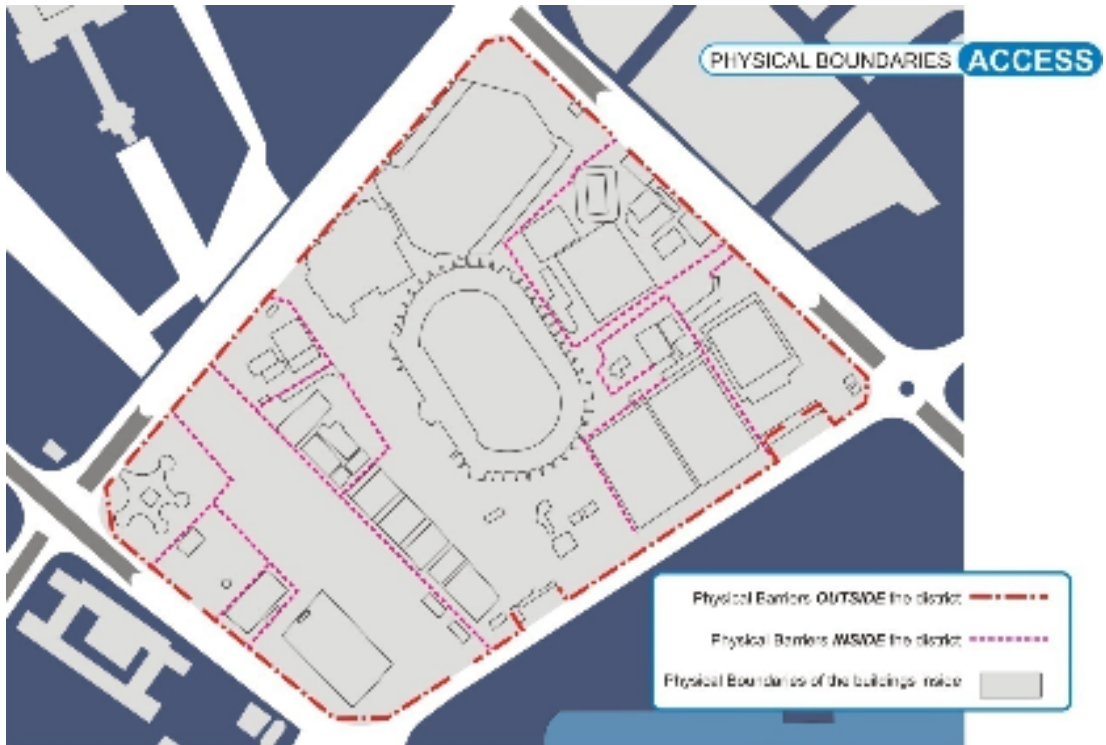 PHYSICAL BOUNDARIES ACCESS
Physical Barriers OUTSIDE the district
Physical Barriers INSIDE the district
Physical Boundaries of the buildings inside